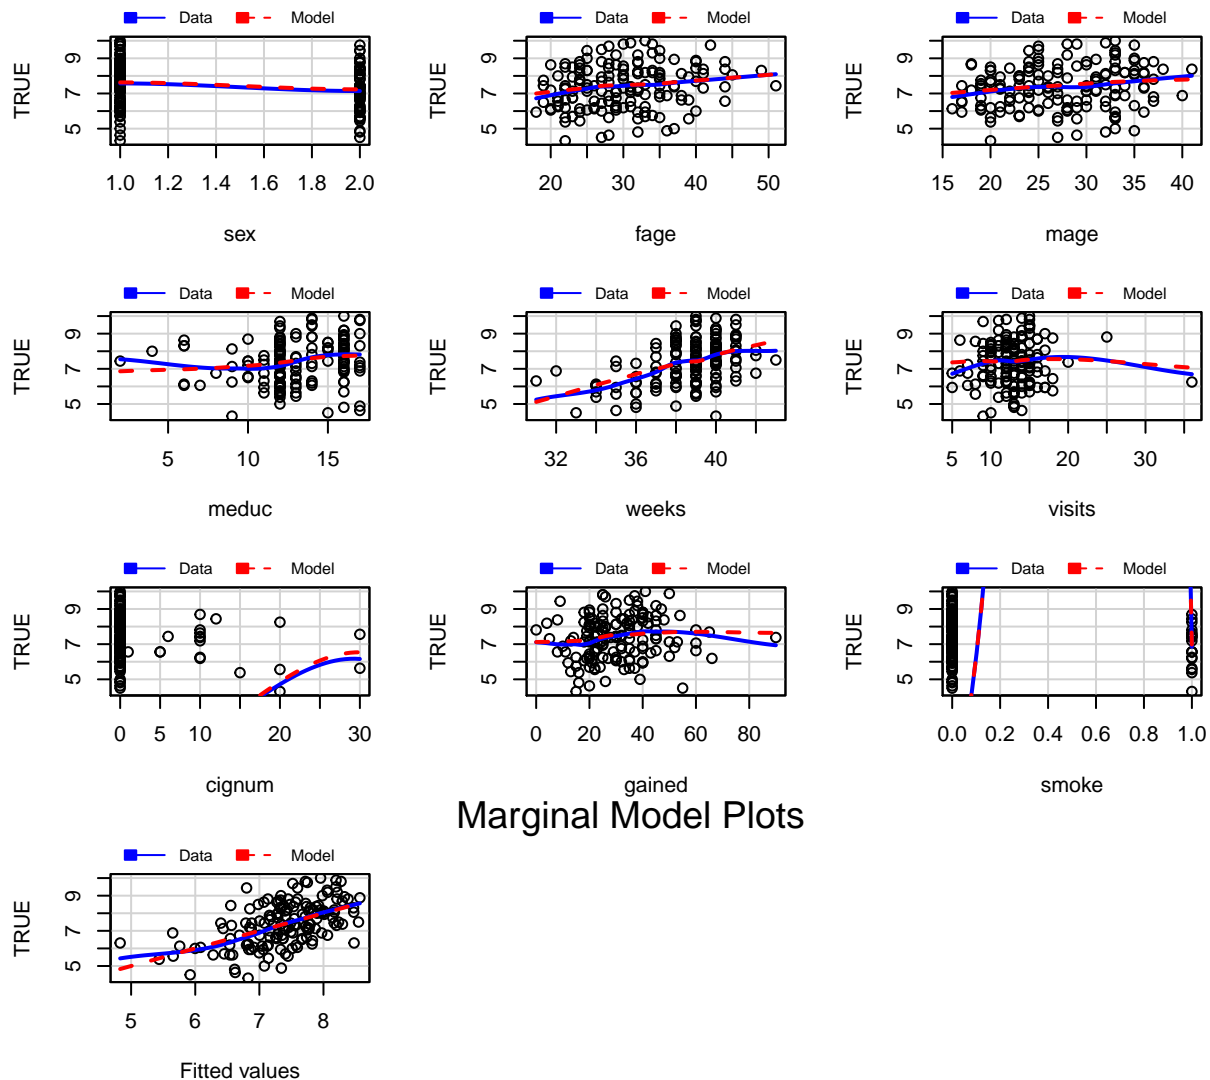 Data Model Data Model Data Model
TRUE 5 7 9 TRUE 5 7 9 TRUE 5 7 9
1.0 1.2 1.4 1.6 1.8 2.0 20 30 40 50 15 20 25 30 35 40
sex fage mage
Data Model Data Model Data Model
TRUE 5 7 9 TRUE 5 7 9 TRUE 5 7 9
5 10 15 32 36 40 5 10 20 30
meduc weeks visits
Data Model Data Model Data Model
TRUE 5 7 9 TRUE 5 7 9 TRUE 5 7 9
0 5 10 20 30 0 20 40 60 80 0.0 0.2 0.4 0.6 0.8 1.0
cignum gained smoke
Marginal Model Plots
Data Model
TRUE 5 7 9
5 6 7 8
Fitted values